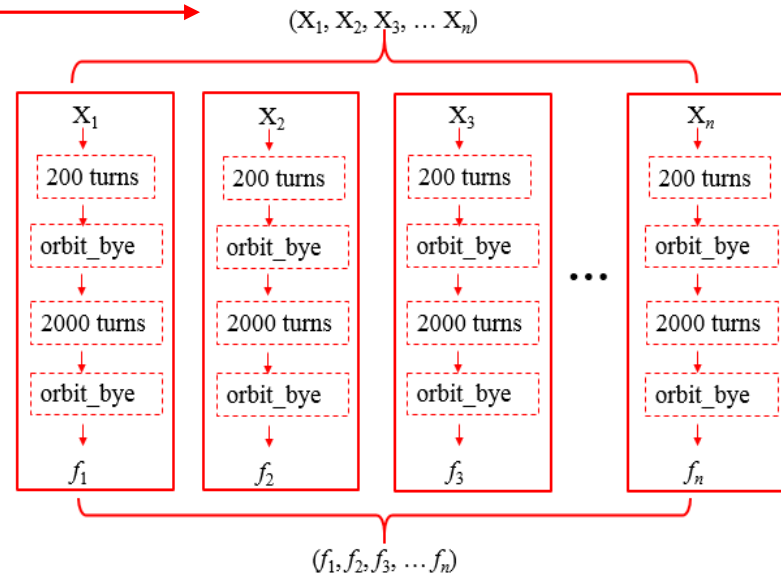 (X₁, X₂, X₃, … Xₙ)
X₁ X₂ X₃ Xₙ
200 turns 200 turns 200 turns 200 turns
orbit_bye orbit_bye orbit_bye orbit_bye
...
2000 turns 2000 turns 2000 turns 2000 turns
orbit_bye orbit_bye orbit_bye orbit_bye
f₁ f₂ f₃ fₙ
(f₁, f₂, f₃, … fₙ)